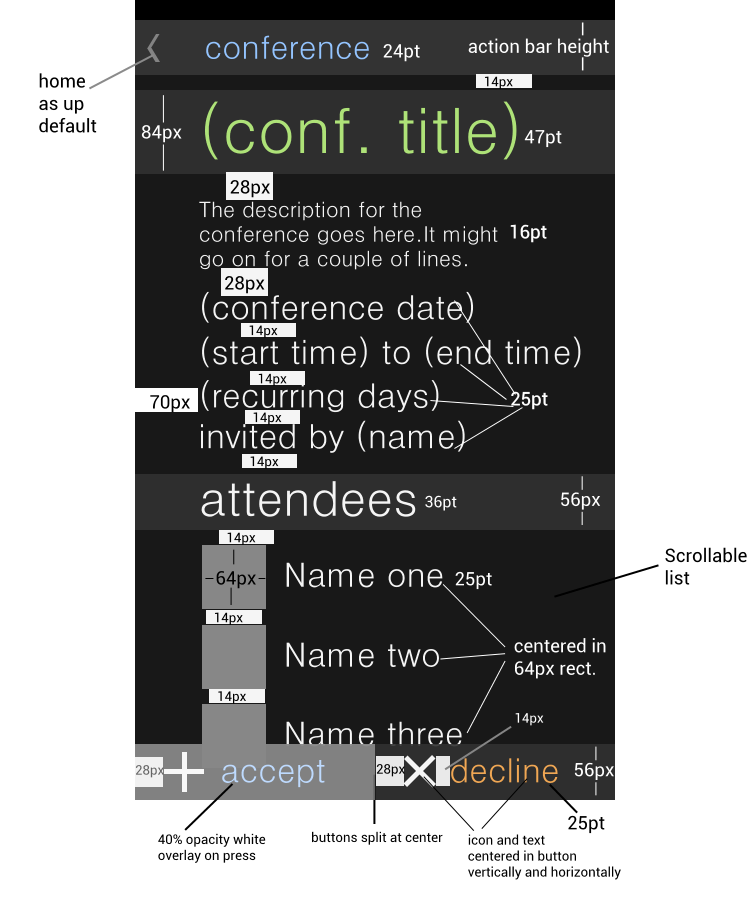 conference 24pt
action bar height
home
as up
default
14px
84px
(conf. title) 47pt
28px
The description for the
conference goes here.It might
go on for a couple of lines.
16pt
28px
(conference date)
14px
(start time) to (end time)
14px
70px
(recurring days)
25pt
14px
invited by (name)
14px
attendees 36pt
56px
14px
64px
Name one 25pt
Scrollable
list
14px
Name two
centered in
64px rect.
14px
Name three
14px
28px
accept
28px
decline
56px
25pt
40% opacity white
overlay on press
buttons split at center
icon and text
centered in button
vertically and horizontally